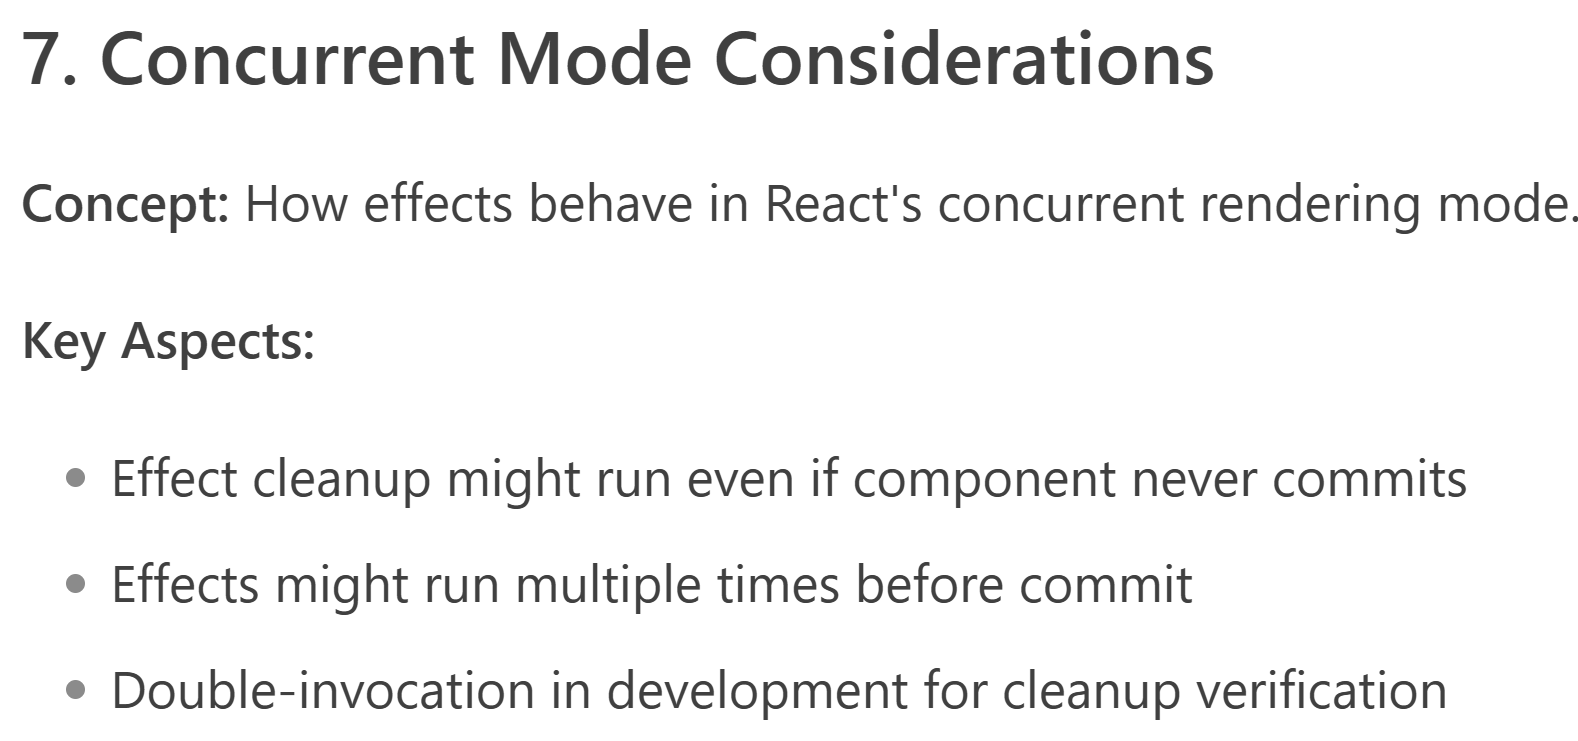 7. Concurrent Mode Considerations
Concept: How effects behave in React's concurrent rendering mode.
Key Aspects:
• Effect cleanup might run even if component never commits
• Effects might run multiple times before commit
• Double-invocation in development for cleanup verification